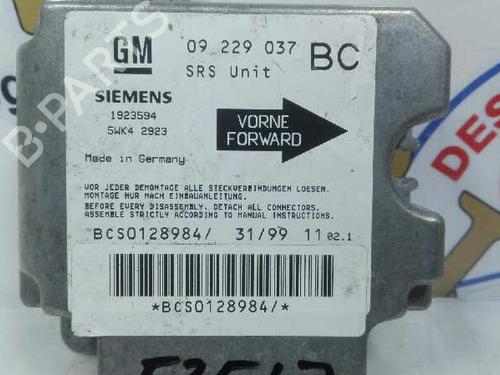 GM 09 229 037 BC
SRS Unit
SIEMENS
1923594
5WK4 2923
VORNE
FORWARD
Made in Germany
VOR JEDER DEMONTAGE ALLE STECKVERBINDUNGEN LOESEN.
MONTAGE NUR NACH EINBAUANLEITUNG.
BEFORE EVERY DISASSEMBLY, DETACH ALL CONNECTORS.
ASSEMBLE STRICTLY ACCORDING TO MANUAL INSTRUCTIONS.
BCS0128984/ 31/99 11 02.1
*BCS0128984/*
B-PARTS